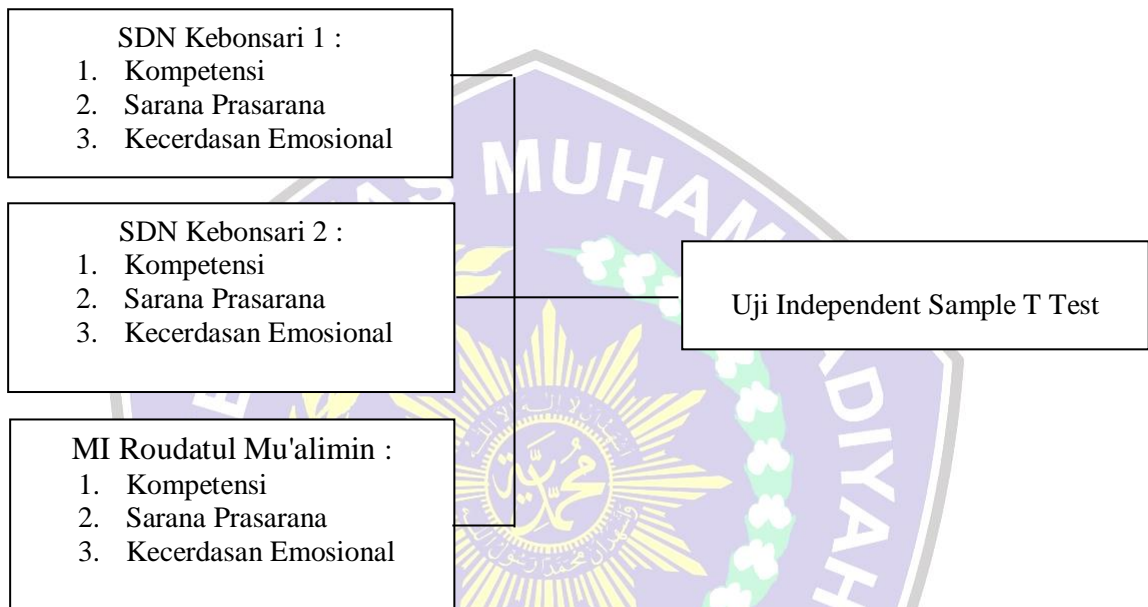 SDN Kebonsari 1 :
1. Kompetensi
2. Sarana Prasarana
3. Kecerdasan Emosional
SDN Kebonsari 2 :
1. Kompetensi
2. Sarana Prasarana
3. Kecerdasan Emosional
Uji Independent Sample T Test
MI Roudatul Mu'alimin :
1. Kompetensi
2. Sarana Prasarana
3. Kecerdasan Emosional
MUHAMMADIYAH